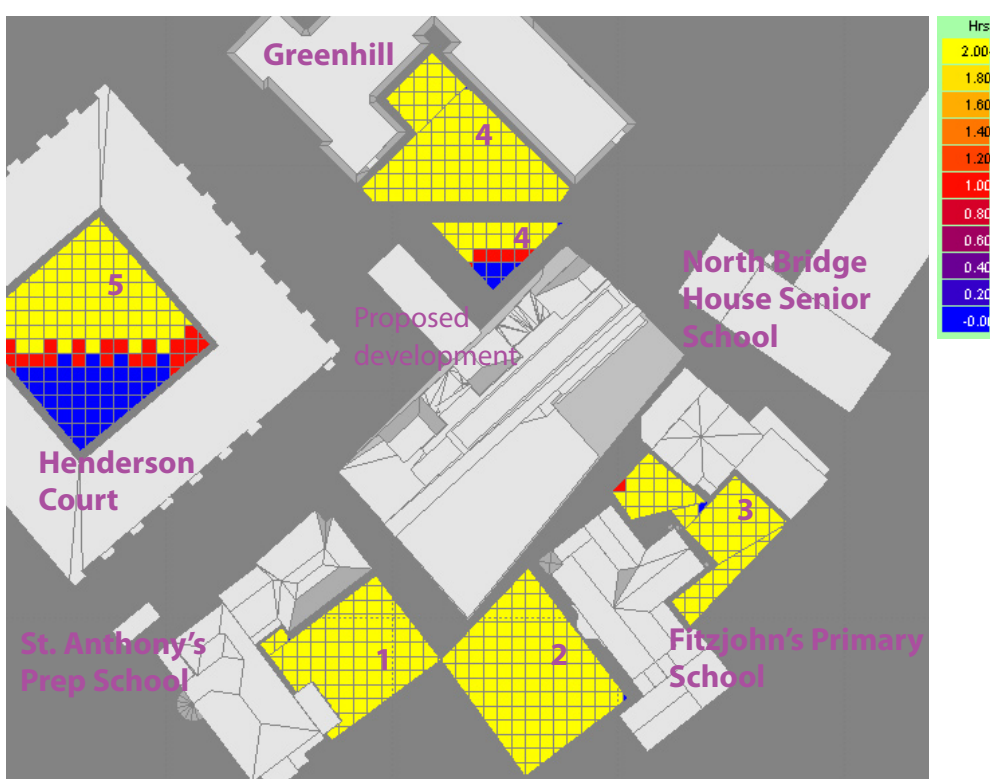 Greenhill
4
4
5
North Bridge
House Senior
School
Proposed
development
Henderson
Court
3
St. Anthony's
Prep School
1
2
Fitzjohn's Primary
School
Hrs
2.00
1.80
1.60
1.40
1.20
1.00
0.80
0.60
0.40
0.20
-0.00